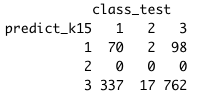 class_test
predict_k15 1 2 3
1 70 2 98
2 0 0 0
3 337 17 762